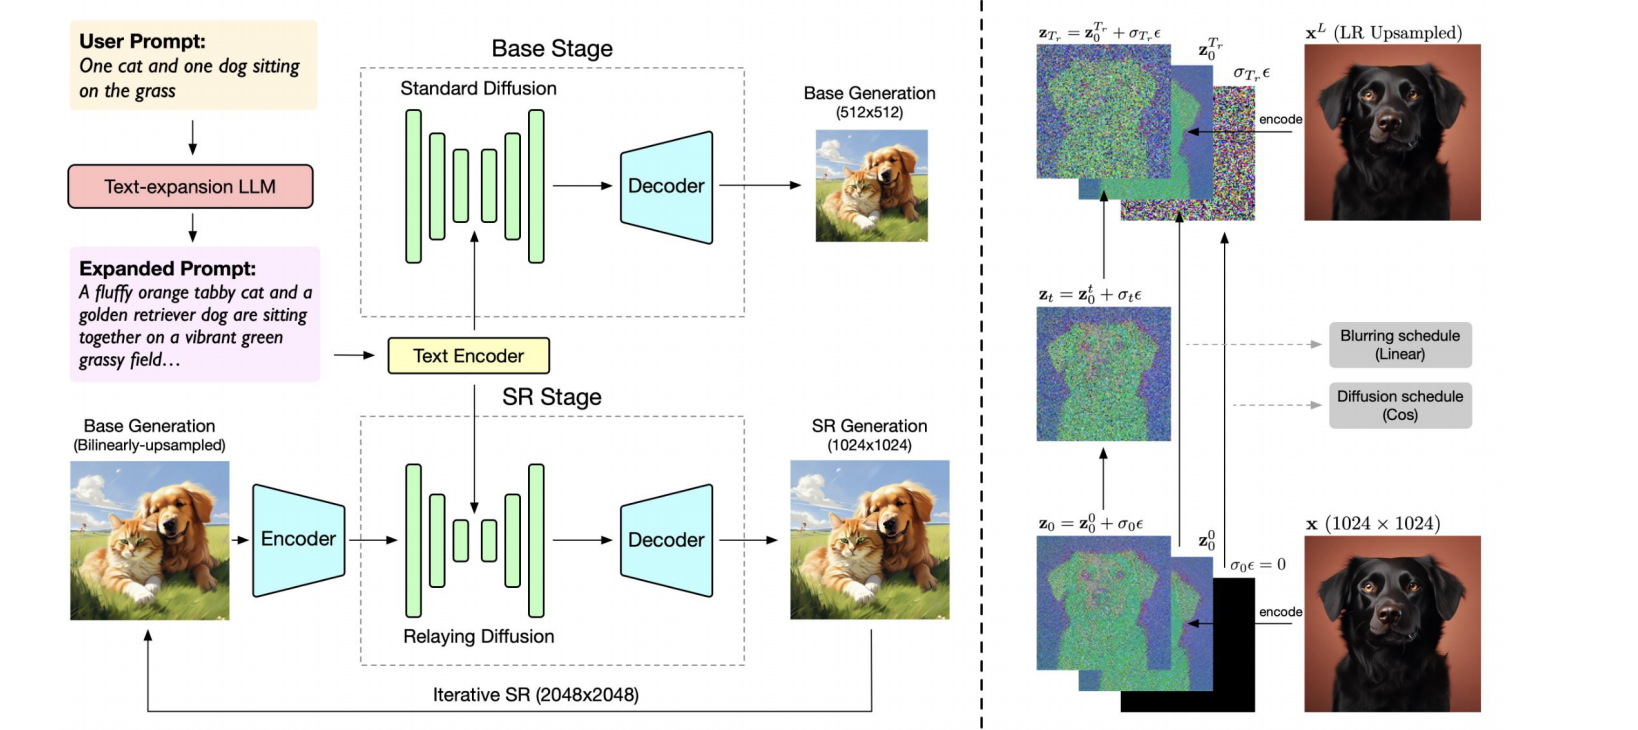 User Prompt:
One cat and one dog sitting
on the grass
Text-expansion LLM
Expanded Prompt:
A fluffy orange tabby cat and a
golden retriever dog are sitting
together on a vibrant green
grassy field...
Base Stage
Standard Diffusion
Decoder
Base Generation
(512x512)
Text Encoder
SR Stage
Base Generation
(Bilinearly-upsampled)
Encoder
Relaying Diffusion
Decoder
SR Generation
(1024x1024)
Iterative SR (2048x2048)
𝐳_{T_r} = 𝐳_0^{T_r} + σ_{T_r}ϵ
𝐳_0^{T_r}
σ_{T_r}ϵ
encode
𝐱^L (LR Upsampled)
𝐳_t = 𝐳_0^t + σ_tϵ
Blurring schedule
(Linear)
Diffusion schedule
(Cos)
𝐳_0 = 𝐳_0^0 + σ_0ϵ
𝐳_0^0
σ_0ϵ = 0
encode
𝐱 (1024 × 1024)